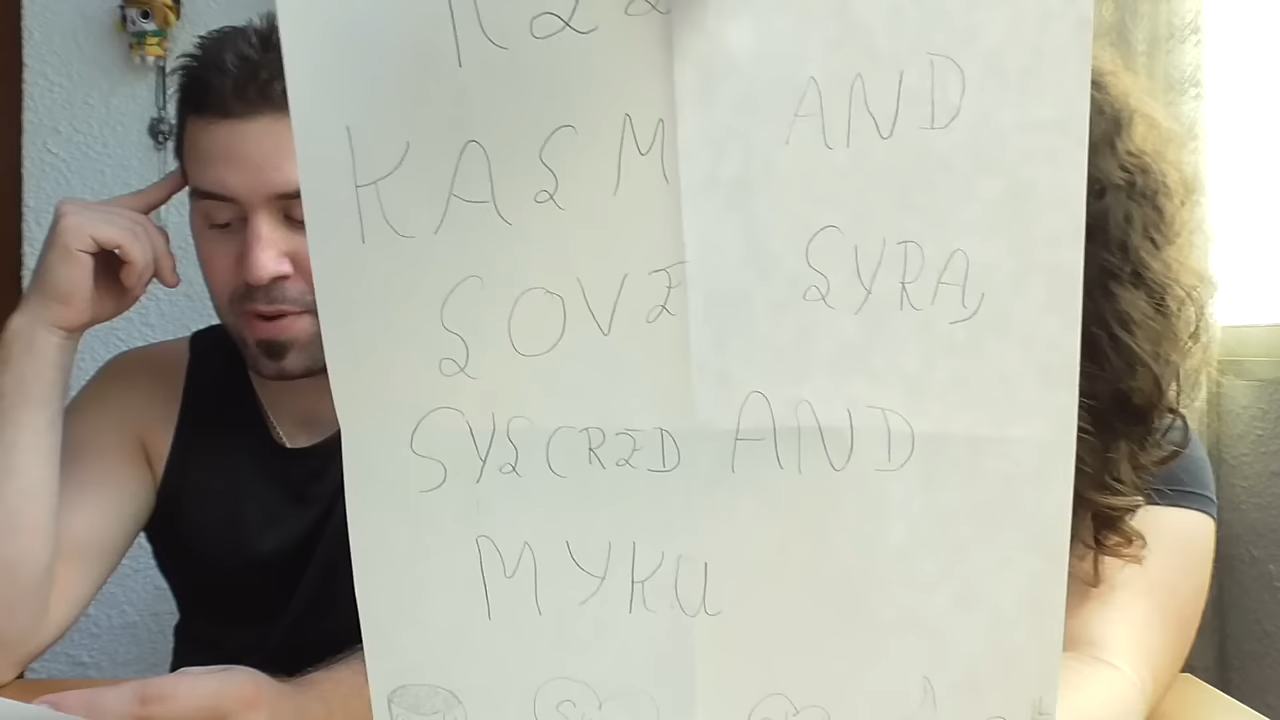 AND
KASM
SYRA,
SOVE
SYSCRED AND
MYKU